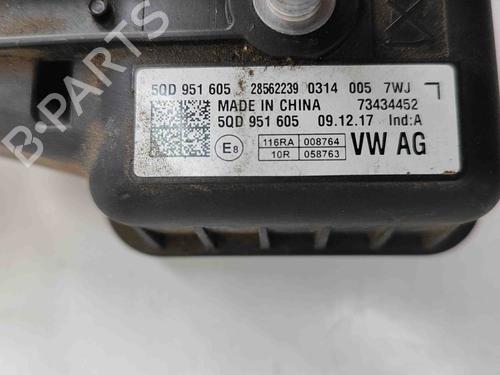 5QD 951 605 28562239 0314 005 7WJ
MADE IN CHINA 73434452
5QD 951 605 09.12.17 Ind:A
E8 116RA 008764 VW AG
10R 058763
B-PARTS